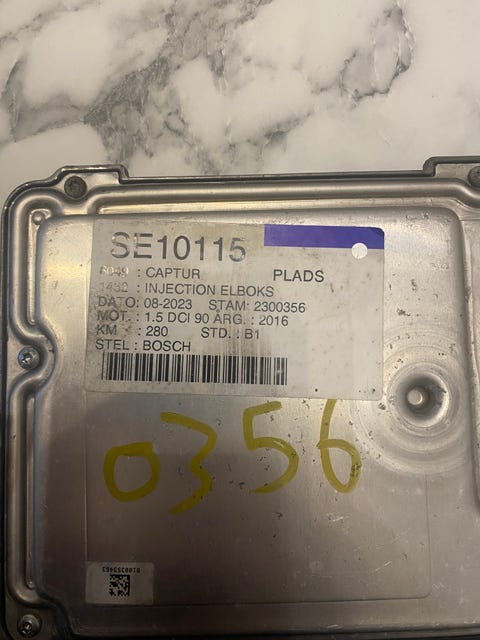 SE10115
CAPTUR PLADS
: INJECTION ELBOKS
DATO: 08-2023 STAM: 2300356
MOT. : 1.5 DCI 90 ARG. : 2016
KM : 280 STD. : B1
STEL : BOSCH
0356